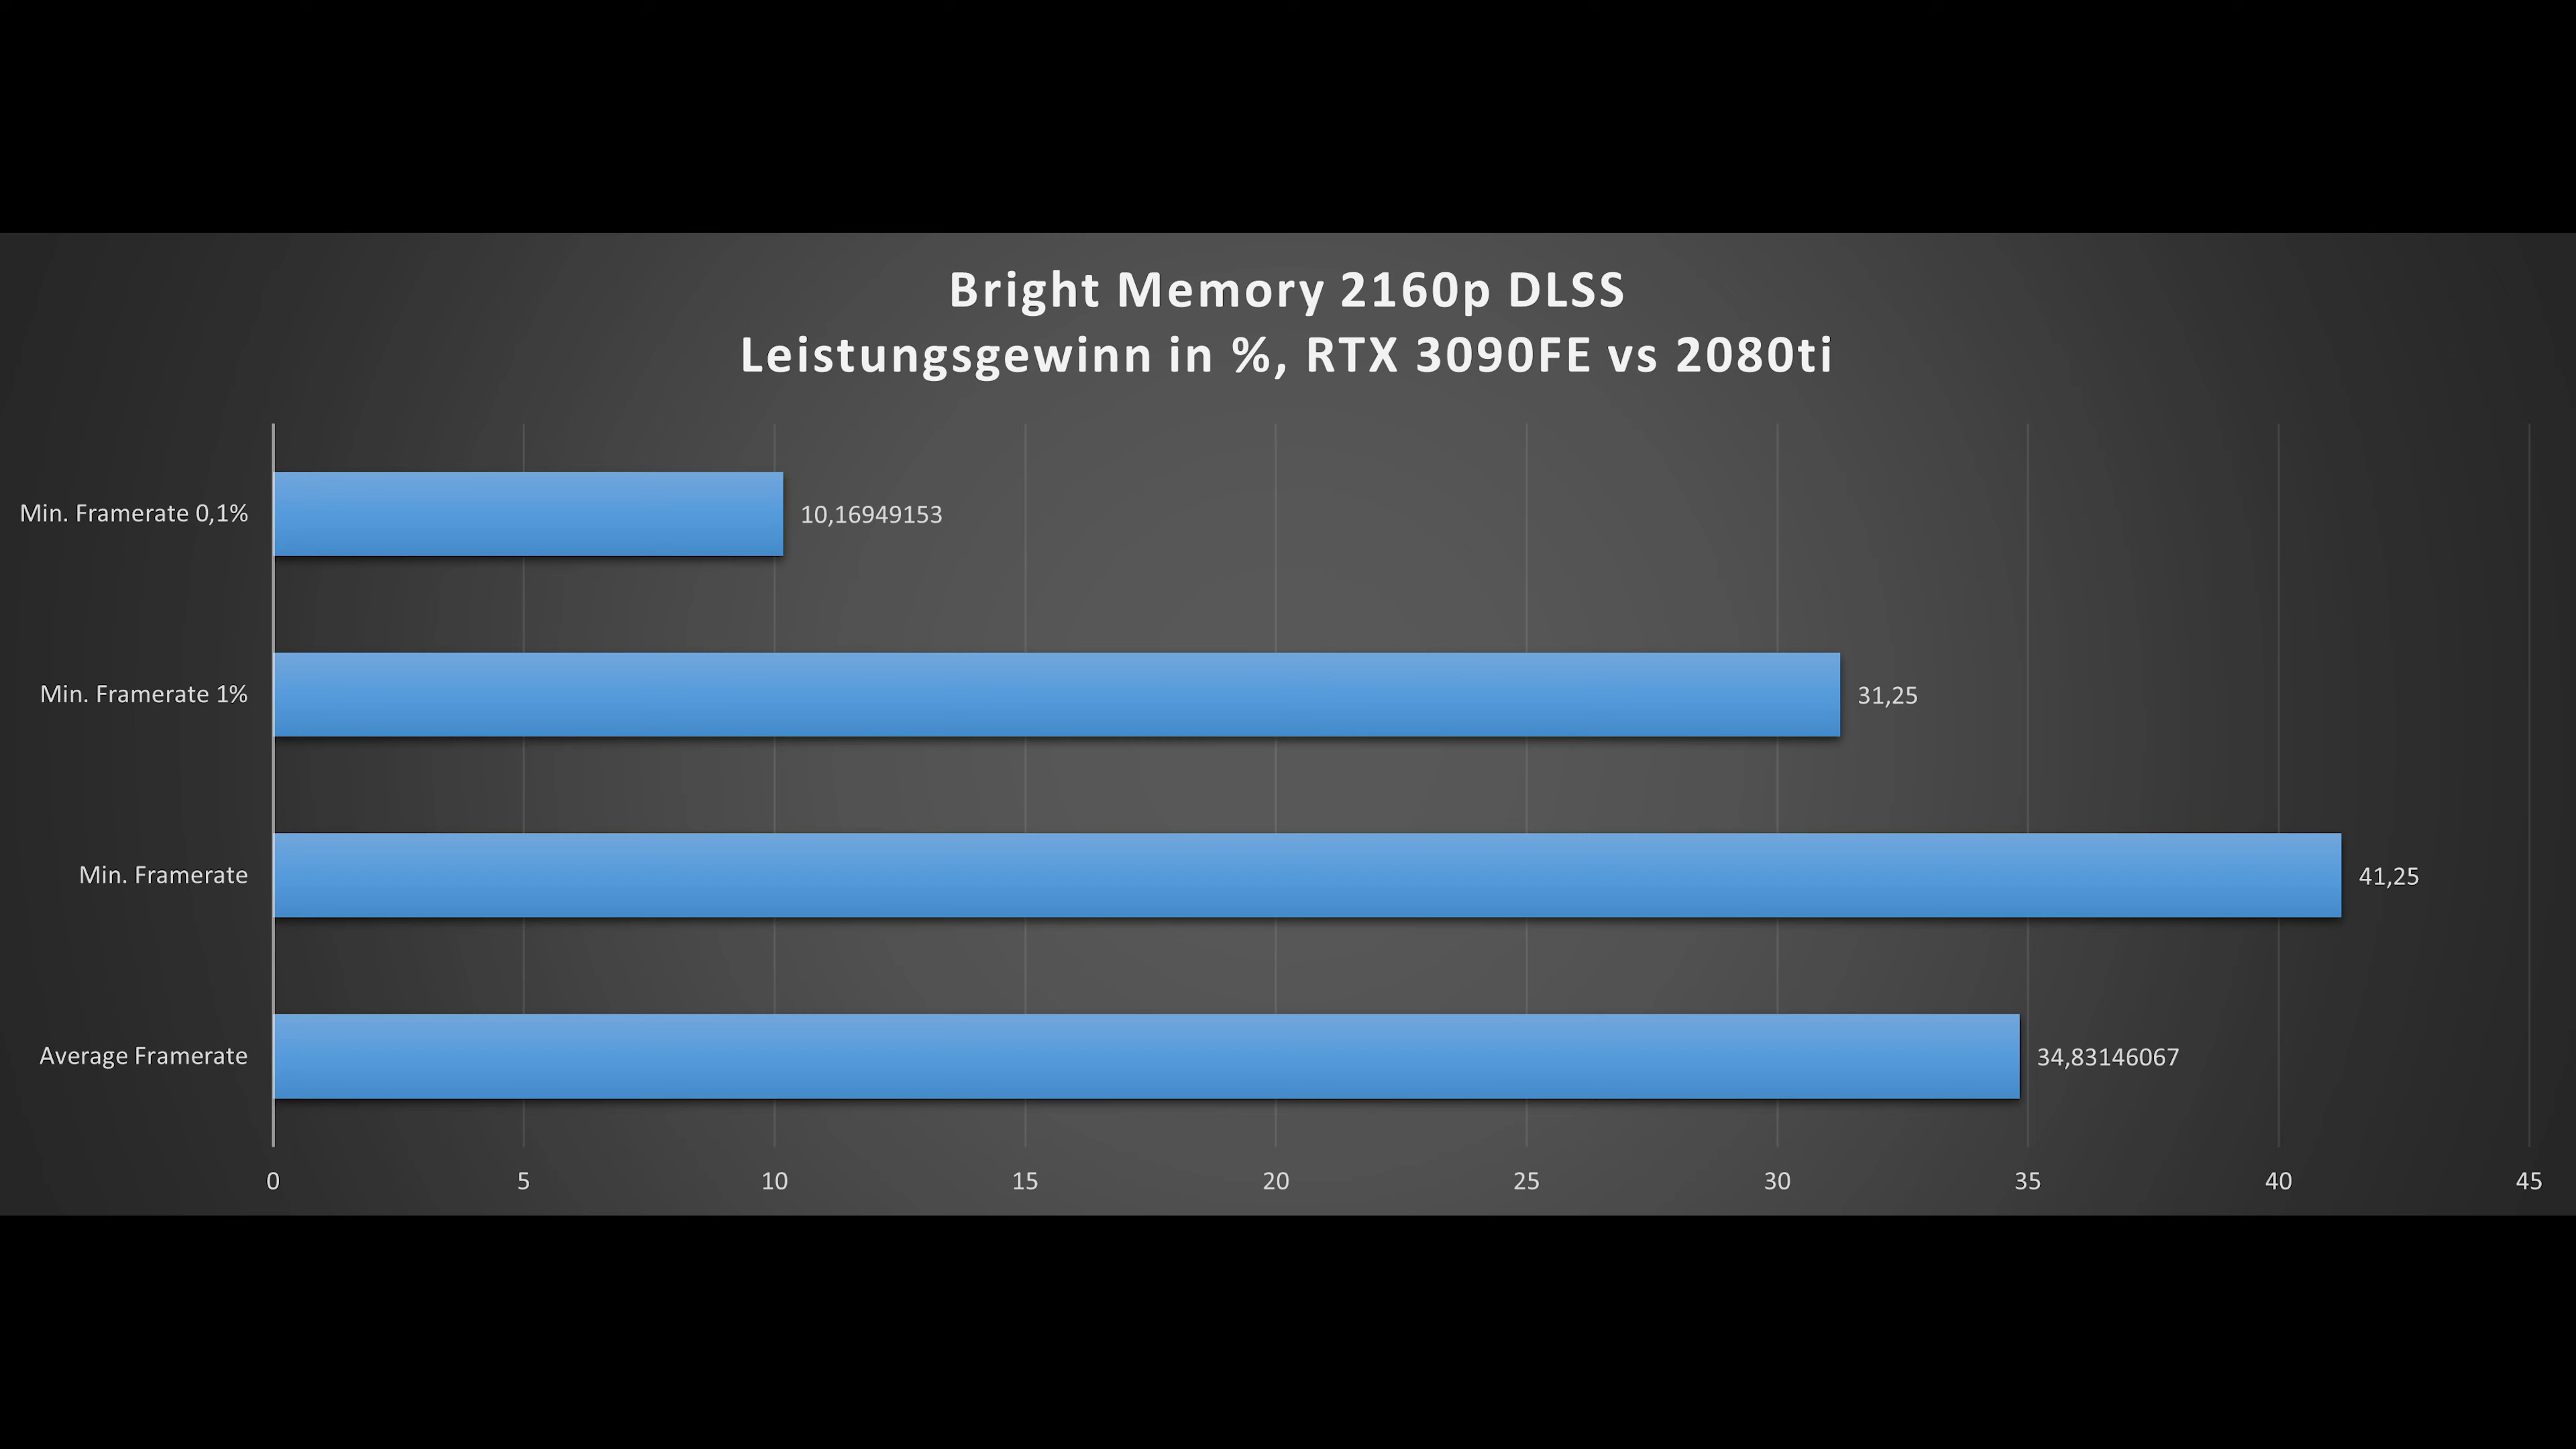 Bright Memory 2160p DLSS
Leistungsgewinn in %, RTX 3090FE vs 2080ti
Min. Framerate 0,1%
10,16949153
Min. Framerate 1%
31,25
Min. Framerate
41,25
Average Framerate
34,83146067
0 5 10 15 20 25 30 35 40 45